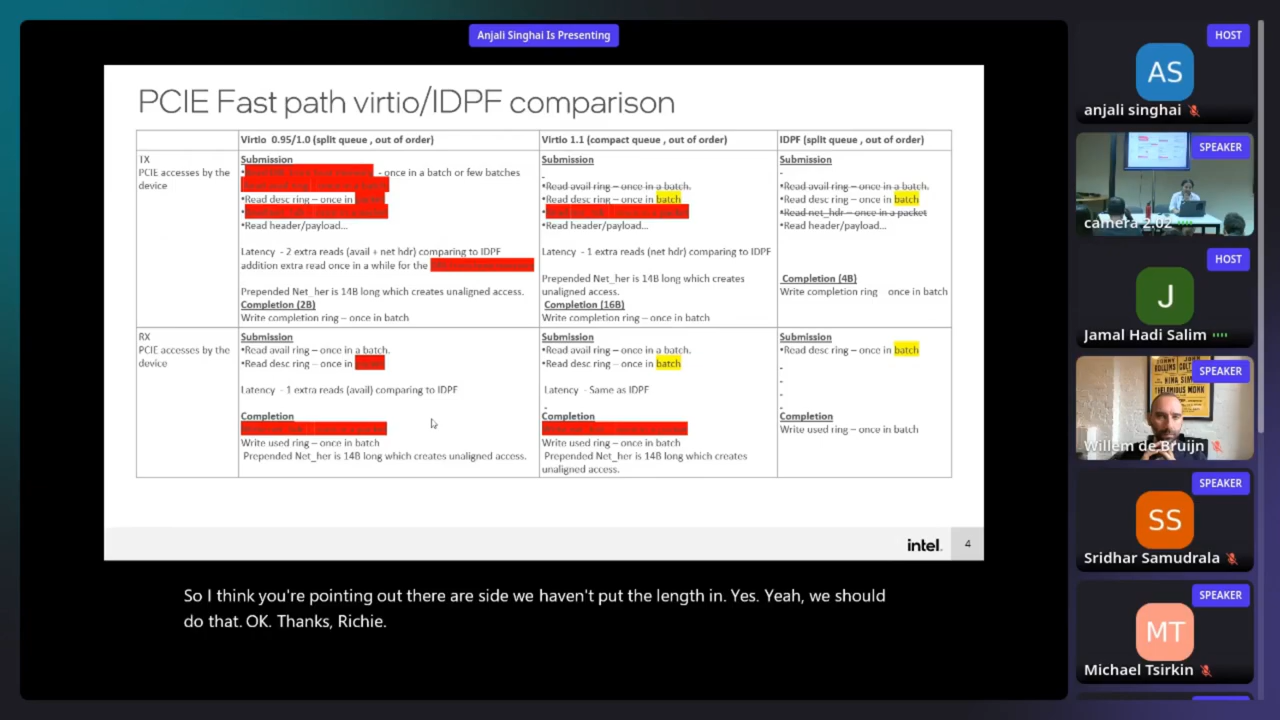 Anjali Singhai Is Presenting
PCIE Fast path virtio/IDPF comparison
Virtio 0.95/1.0 (split queue , out of order)
Virtio 1.1 (compact queue , out of order)
IDPF (split queue , out of order)
TX
PCIE accesses by the
device
Submission
- once in a batch or few batches
•Read desc ring – once in
•Read header/payload...
Latency - 2 extra reads (avail + net hdr) comparing to IDPF
addition extra read once in a while for the
Prepended Net_her is 14B long which creates unaligned access.
Completion (2B)
Write completion ring – once in batch
Submission
-
•Read avail ring – once in a batch.
•Read desc ring – once in batch
•Read header/payload...
Latency - 1 extra reads (net hdr) comparing to IDPF
Prepended Net_her is 14B long which creates
unaligned access.
Completion (16B)
Write completion ring – once in batch
Submission
-
•Read avail ring – once in a batch.
•Read desc ring – once in batch
•Read net_hdr – once in a packet
•Read header/payload...
Completion (4B)
Write completion ring once in batch
RX
PCIE accesses by the
device
Submission
•Read avail ring – once in a batch.
•Read desc ring – once in
Latency - 1 extra reads (avail) comparing to IDPF
Completion
Write used ring – once in batch
Prepended Net_her is 14B long which creates unaligned access.
Submission
•Read avail ring – once in a batch.
•Read desc ring – once in batch
Latency - Same as IDPF
-
Completion
Write used ring – once in batch
Prepended Net_her is 14B long which creates
unaligned access.
Submission
•Read desc ring – once in batch
-
-
-
-
Completion
Write used ring – once in batch
intel.
4
So I think you're pointing out there are side we haven't put the length in. Yes. Yeah, we should
do that. OK. Thanks, Richie.
HOST
AS
anjali singhai
SPEAKER
camera 2.02
HOST
J
Jamal Hadi Salim
SPEAKER
Willem de Bruijn
SPEAKER
SS
Sridhar Samudrala
SPEAKER
MT
Michael Tsirkin